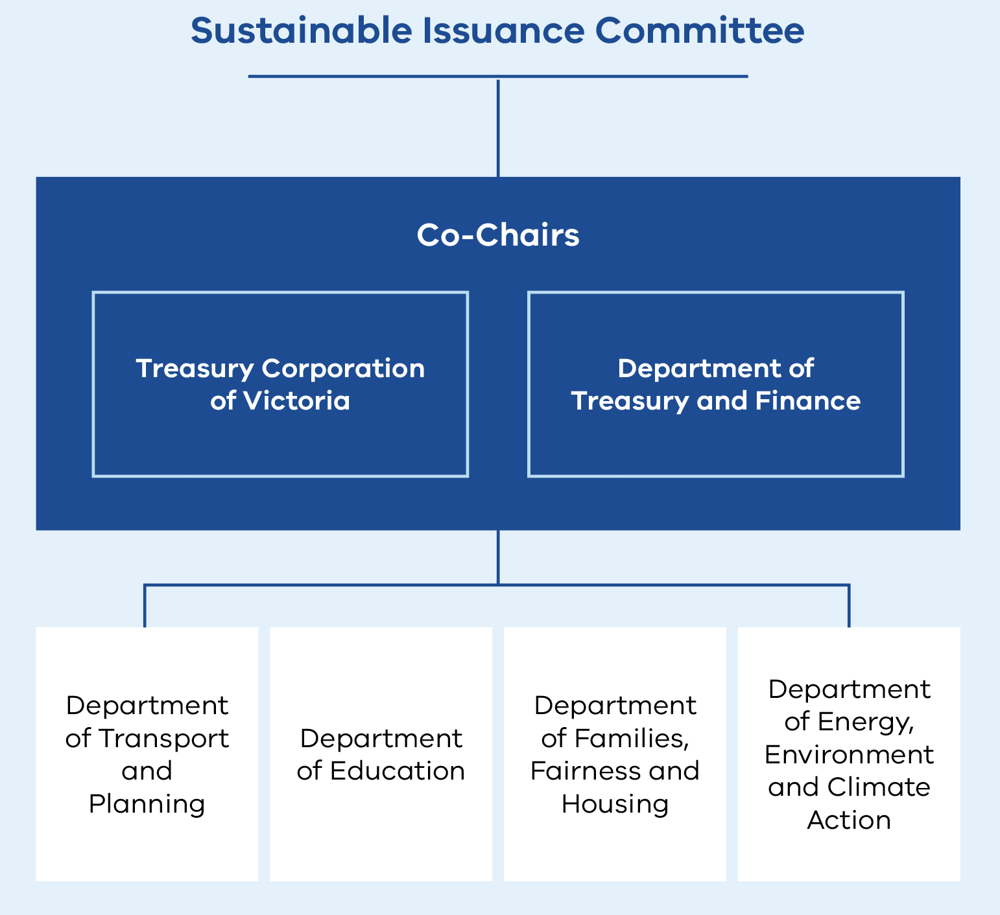 Sustainable Issuance Committee
Co-Chairs
Treasury Corporation
of Victoria
Department of
Treasury and Finance
Department
of Transport
and
Planning
Department
of Education
Department
of Families,
Fairness and
Housing
Department
of Energy,
Environment
and Climate
Action